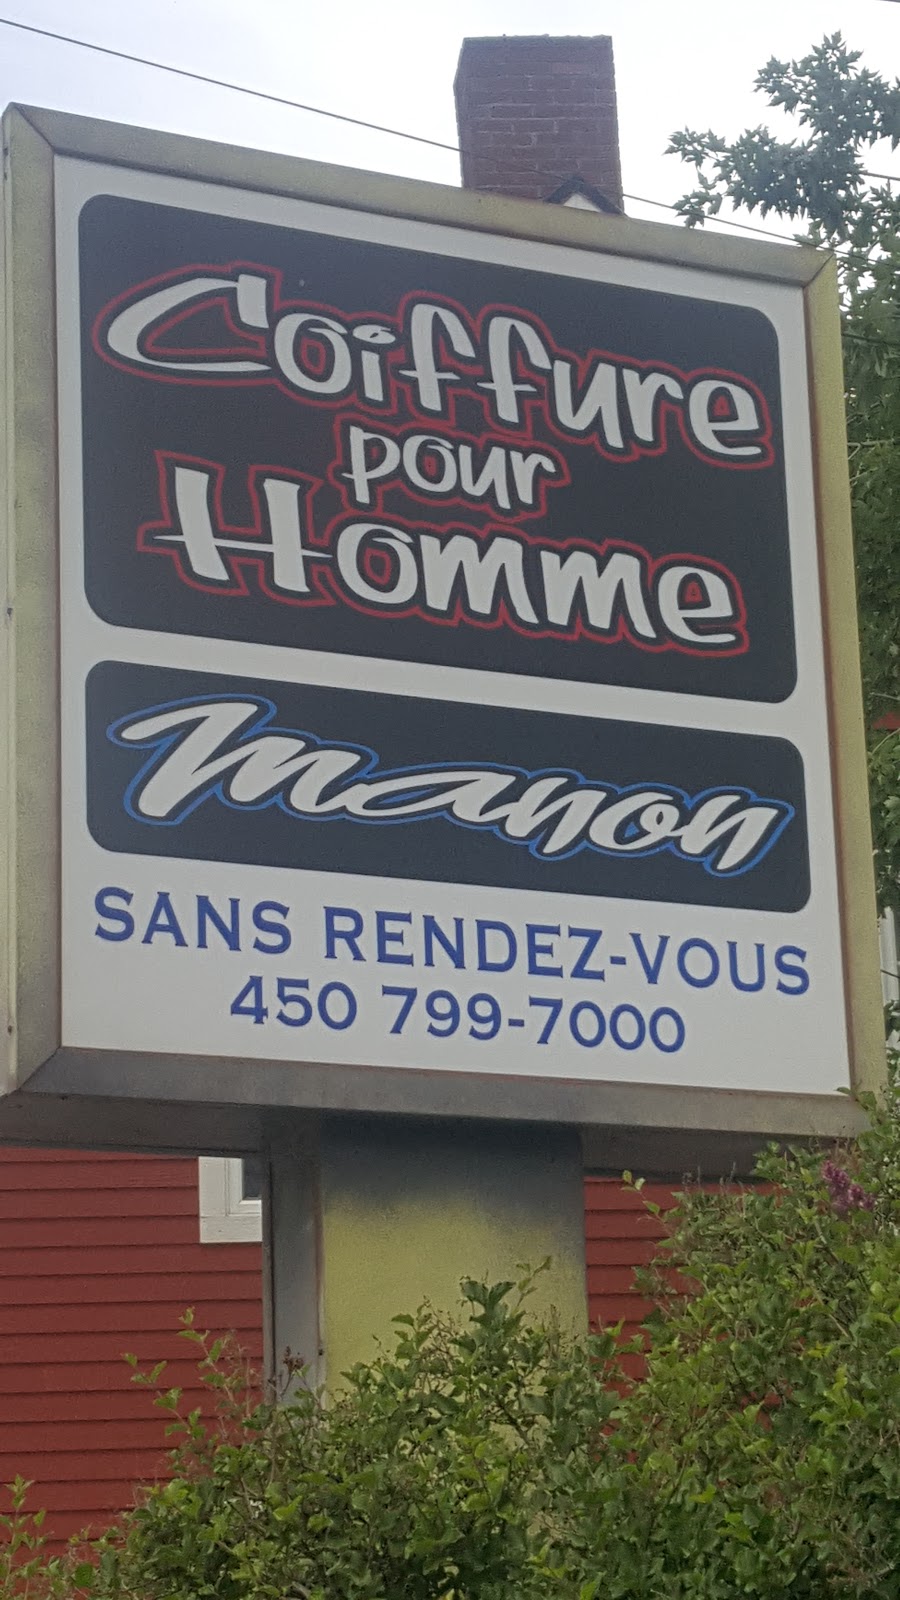 Coiffure
pour
Homme
Manon
SANS RENDEZ-VOUS
450 799-7000